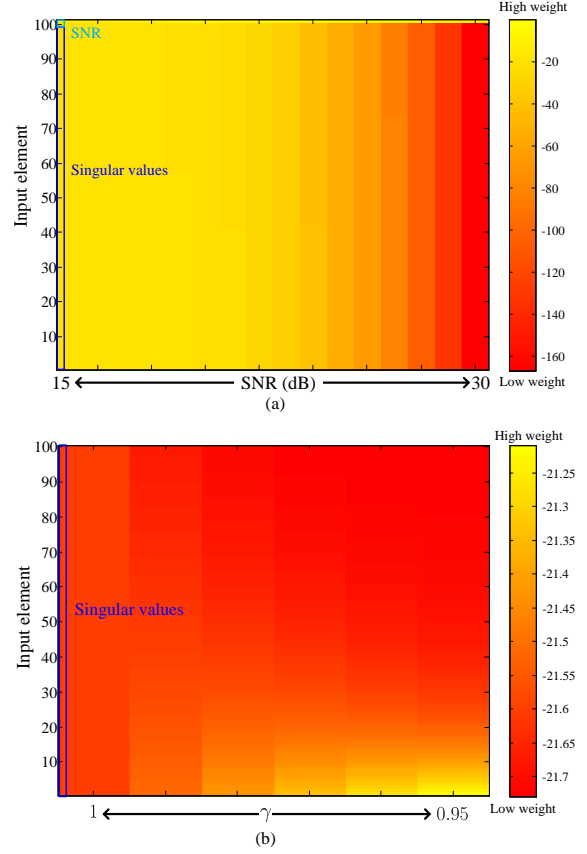 High weight
100
90
80
70
60
50
40
30
20
10
Input element
SNR
Singular values
-20
-40
-60
-80
-100
-120
-140
-160
Low weight
15 SNR (dB) 30
(a)
High weight
100
90
80
70
60
50
40
30
20
10
Input element
Singular values
-21.25
-21.3
-21.35
-21.4
-21.45
-21.5
-21.55
-21.6
-21.65
-21.7
Low weight
1 γ 0.95
(b)